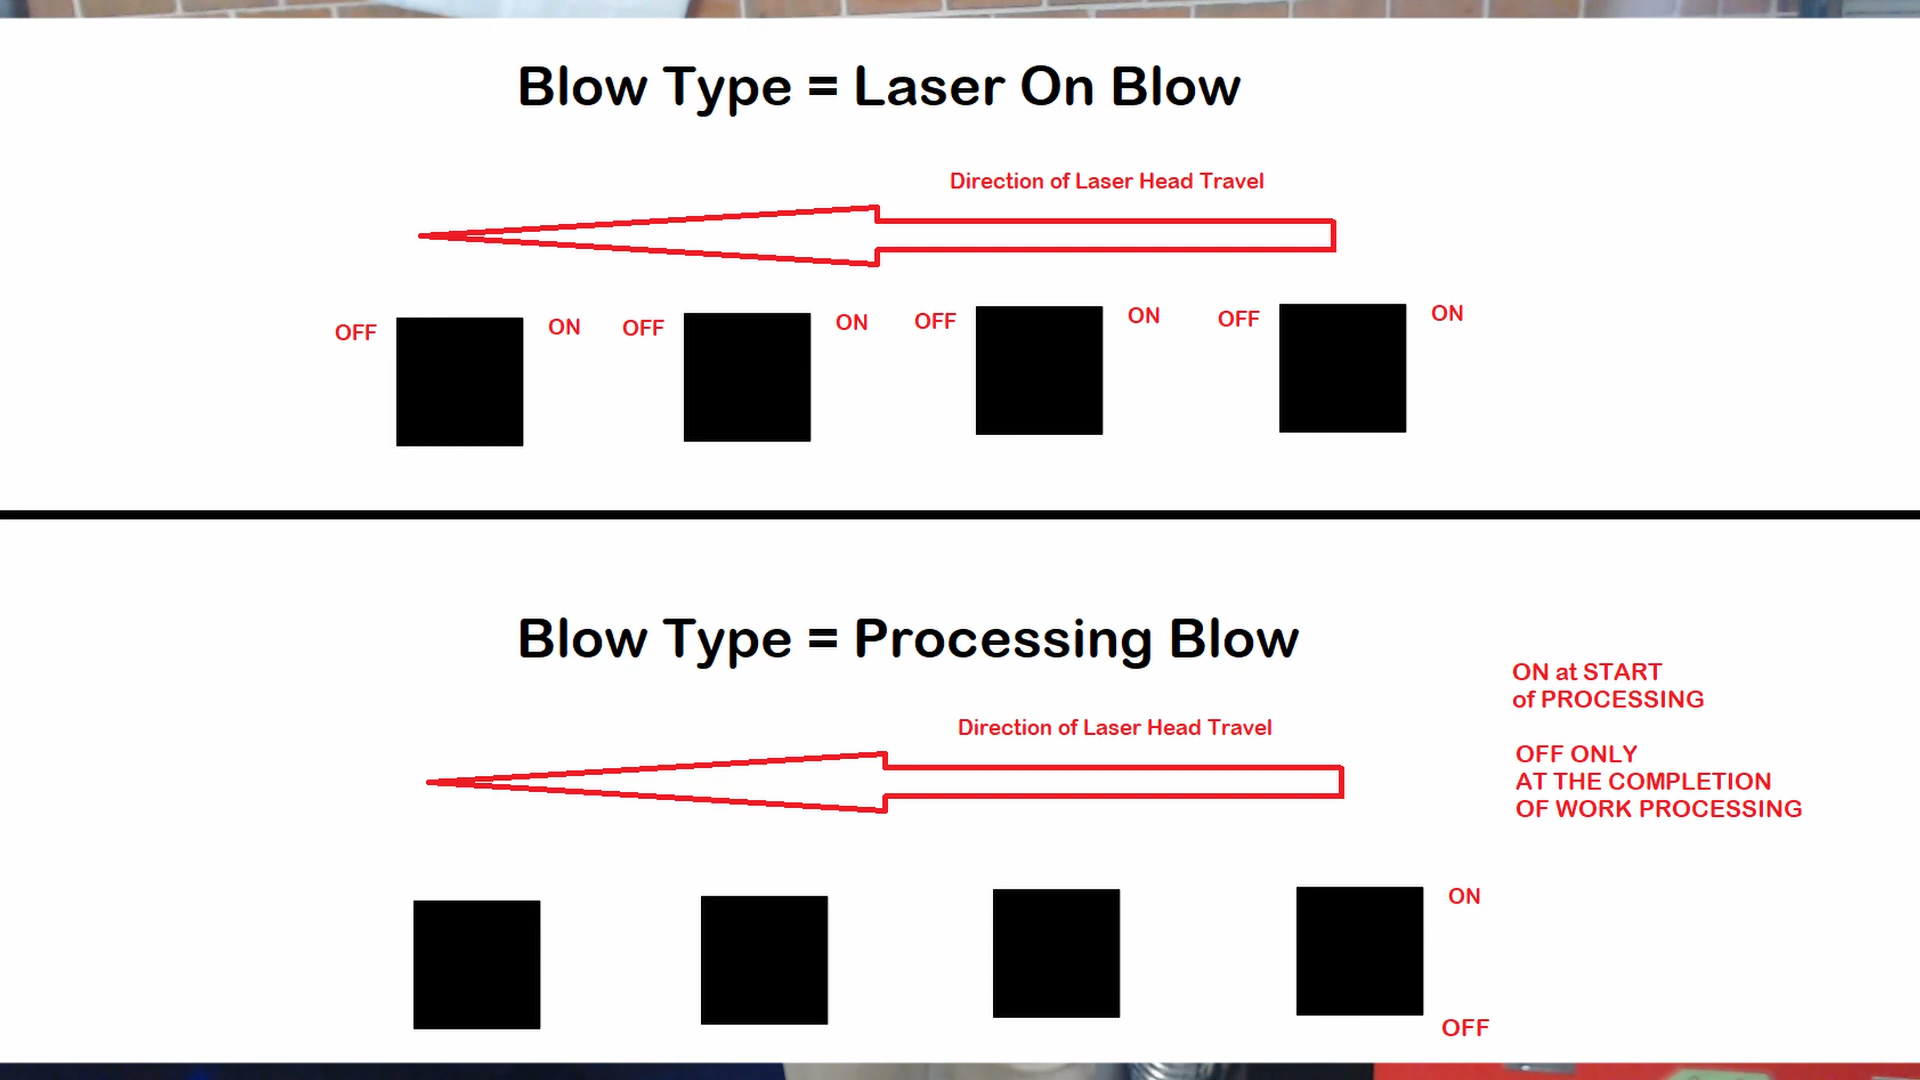 Blow Type = Laser On Blow
Direction of Laser Head Travel
OFF ON OFF ON OFF ON OFF ON
Blow Type = Processing Blow
ON at START
of PROCESSING
Direction of Laser Head Travel
OFF ONLY
AT THE COMPLETION
OF WORK PROCESSING
ON
OFF